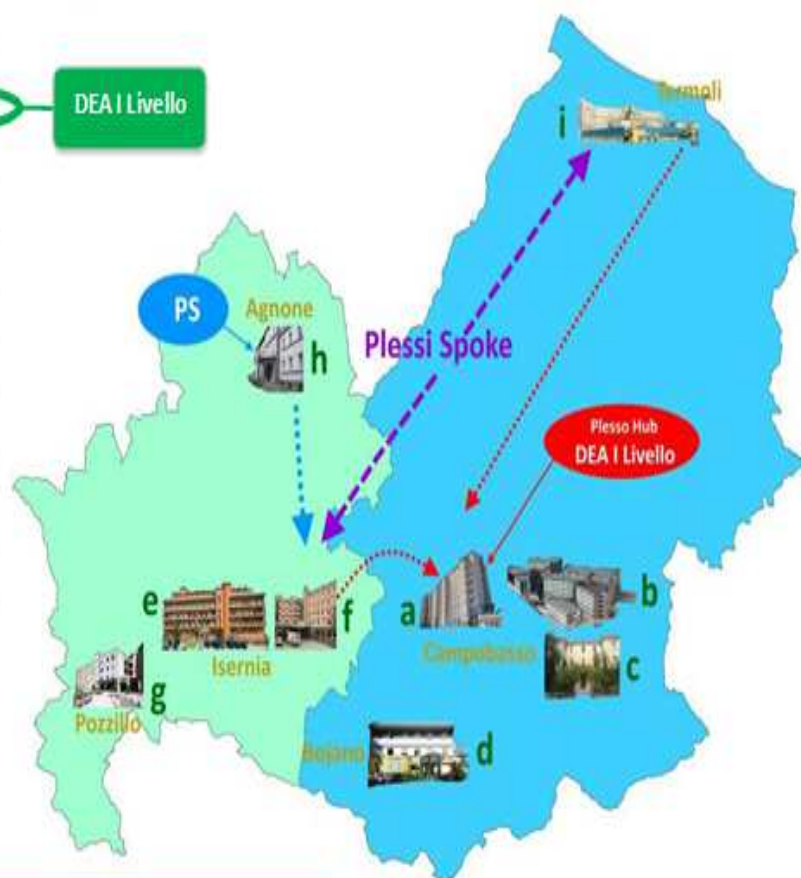 DEA I Livello
Termoli
i
PS
Agnone
h
Plessi Spoke
Plesso Hub
DEA I Livello
e
f
a
b
Isernia
Campobasso
c
g
Pozzillo
Bojano
d